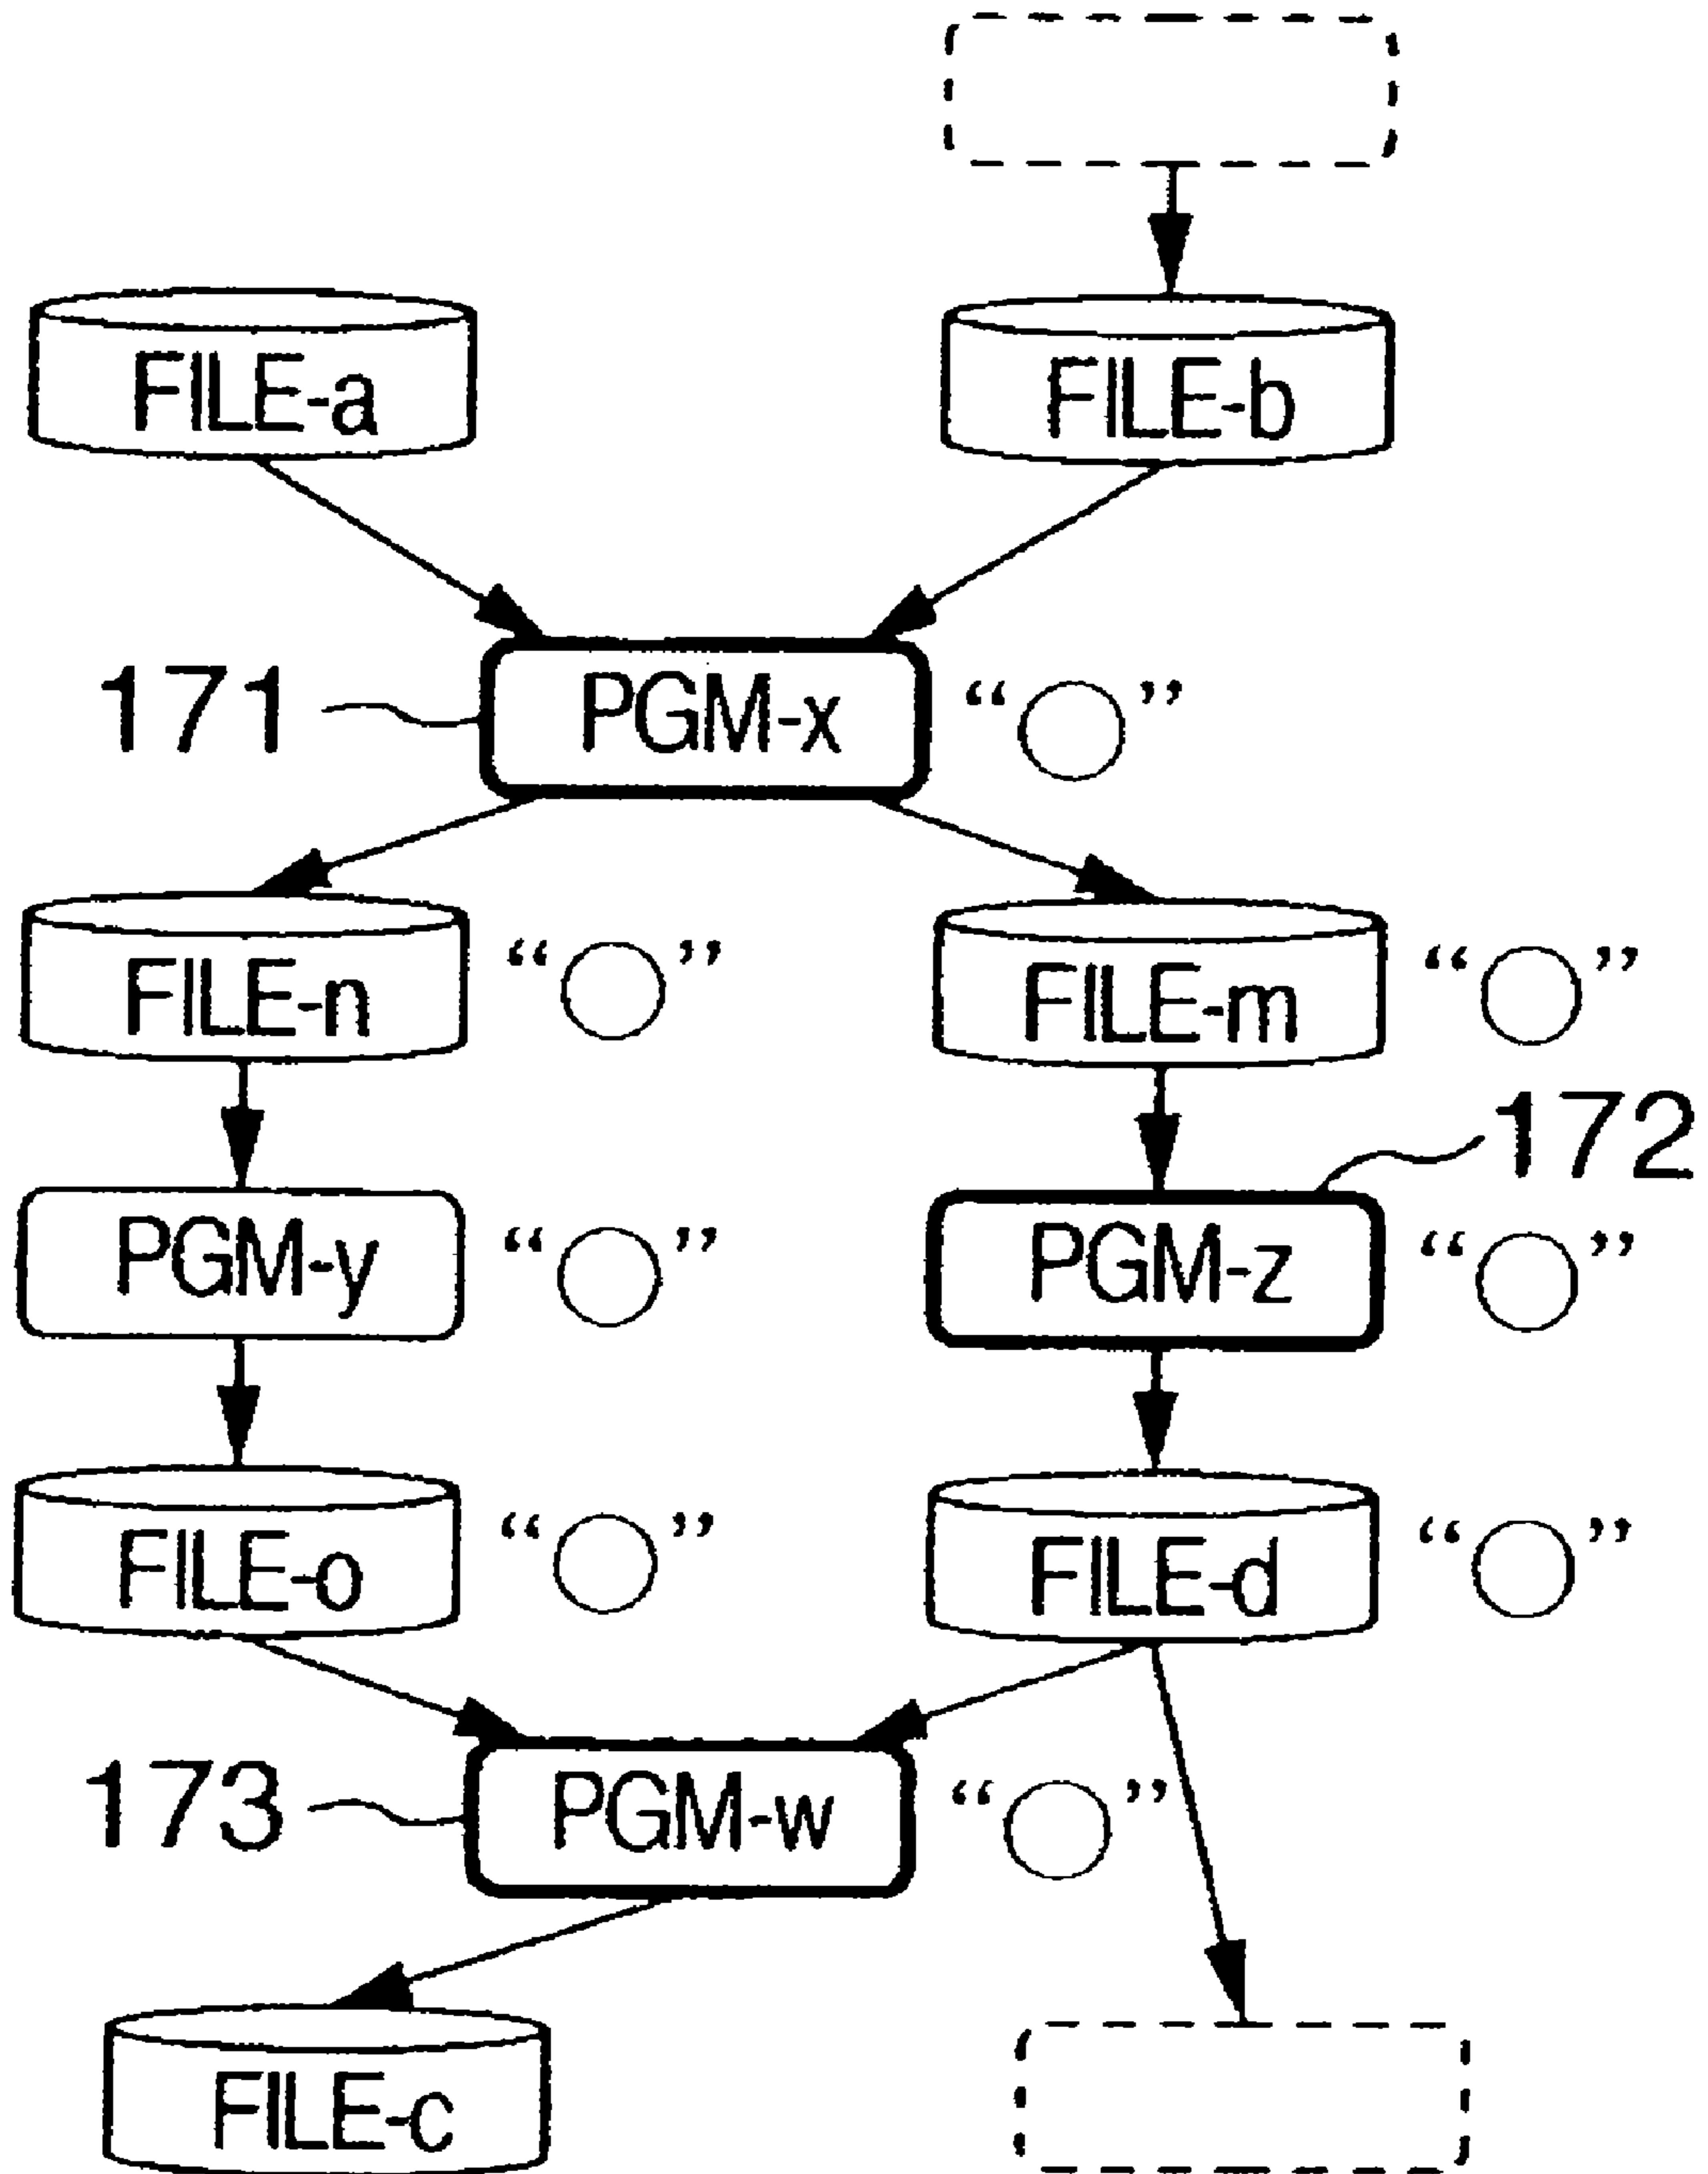 FILE-a FILE-b
171 PGM-x “○”
FILE-n “○” FILE-m “○”
172
PGM-y “○” PGM-z “○”
FILE-o “○” FILE-d “○”
173 PGM-w “○”
FILE-c